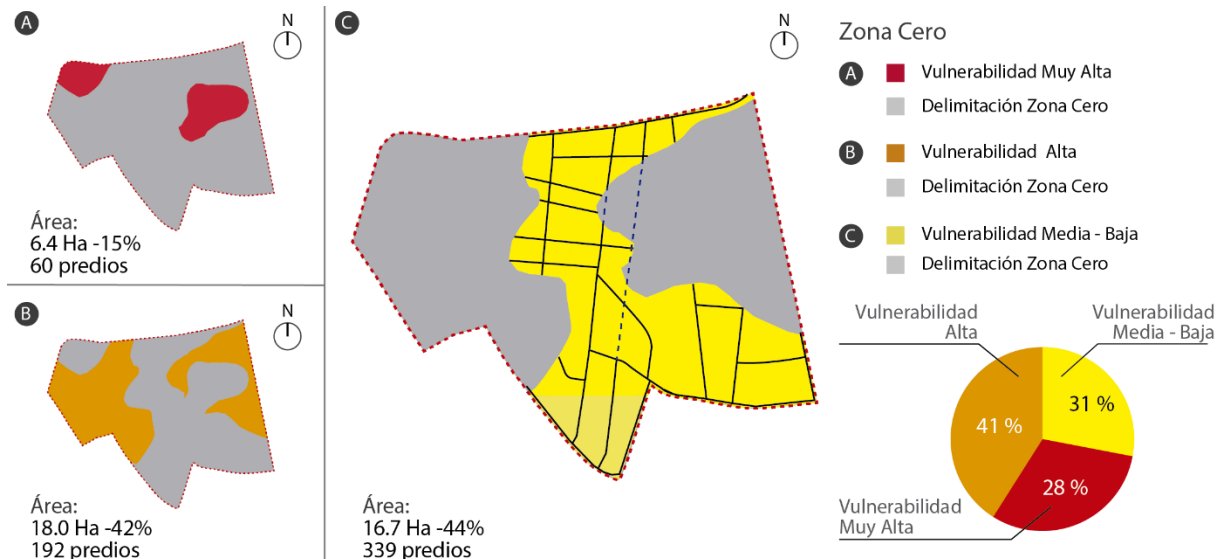 A
N
Área:
6.4 Ha -15%
60 predios
B
N
Área:
18.0 Ha -42%
192 predios
C
N
Área:
16.7 Ha -44%
339 predios
Zona Cero
A Vulnerabilidad Muy Alta
Delimitación Zona Cero
B Vulnerabilidad Alta
Delimitación Zona Cero
C Vulnerabilidad Media - Baja
Delimitación Zona Cero
Vulnerabilidad
Alta
Vulnerabilidad
Media - Baja
41 %
31 %
28 %
Vulnerabilidad
Muy Alta